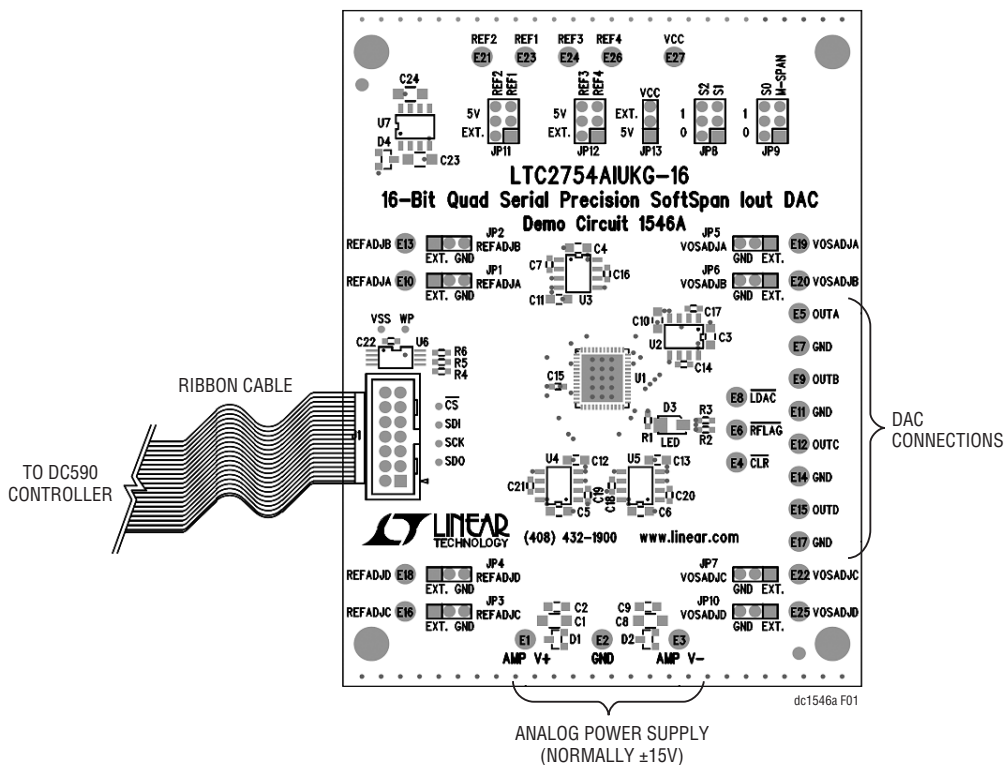 REF2 REF1 REF3 REF4 VCC
E21 E23 E24 E26 E27
C24
U7
D4
C23
REF2 REF1
5V
EXT.
JP11
REF3 REF4
5V
EXT.
JP12
VCC
EXT.
5V
JP13
S2 S1
1
0
JP8
S0 M-SPAN
1
0
JP9
LTC2754AIUKG-16
16-Bit Quad Serial Precision SoftSpan Iout DAC
Demo Circuit 1546A
REFADJB E13 JP2 REFADJB
EXT. GND
REFADJA E10 JP1 REFADJA
EXT. GND
JP5 VOSADJA E19 VOSADJA
GND EXT.
JP6 VOSADJB E20 VOSADJB
GND EXT.
C4
C7
C16
C11 U3
C17
C10
C3
U2
C14
VSS WP
C22 U6
R6
R5
R4
C15 U1
E5 OUTA
E7 GND
E9 OUTB
E11 GND
E12 OUTC
E14 GND
E15 OUTD
E17 GND
DAC
CONNECTIONS
E8 LDAC
E6 RFLAG
E4 CLR
D3
R3
R1 LED R2
RIBBON CABLE
TO DC590
CONTROLLER
J1
CS
SDI
SCK
SDO
U4 C12
C21
C19
C5
U5 C13
C18
C20
C6
LINEAR
TECHNOLOGY
(408) 432-1900 www.linear.com
REFADJD E18 JP4 REFADJD
EXT. GND
REFADJC E16 JP3 REFADJC
EXT. GND
JP7 VOSADJC E22 VOSADJC
GND EXT.
JP10 VOSADJD E25 VOSADJD
GND EXT.
C2
C1
D1
C9
C8
D2
E1 E2 E3
AMP V+ GND AMP V-
dc1546a F01
ANALOG POWER SUPPLY
(NORMALLY ±15V)